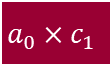 a₀ × c₁